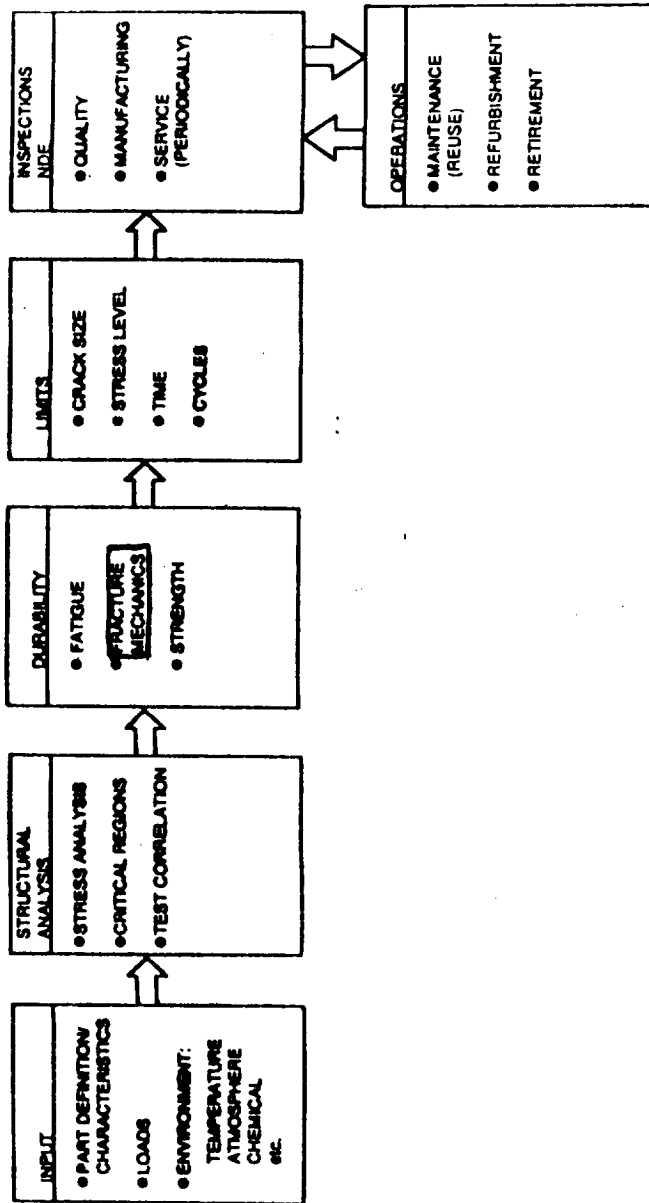 INPUT
● PART DEFINITION/
CHARACTERISTICS
● LOADS
● ENVIRONMENT:
TEMPERATURE
ATMOSPHERE
CHEMICAL
etc.
STRUCTURAL
ANALYSIS
● STRESS ANALYSIS
● CRITICAL REGIONS
● TEST CORRELATION
DURABILITY
● FATIGUE
● FRACTURE
MECHANICS
● STRENGTH
LIMITS
● CRACK SIZE
● STRESS LEVEL
● TIME
● CYCLES
INSPECTIONS
NDE
● QUALITY
● MANUFACTURING
● SERVICE
(PERIODICALLY)
OPERATIONS
● MAINTENANCE
(REUSE)
● REFURBISHMENT
● RETIREMENT